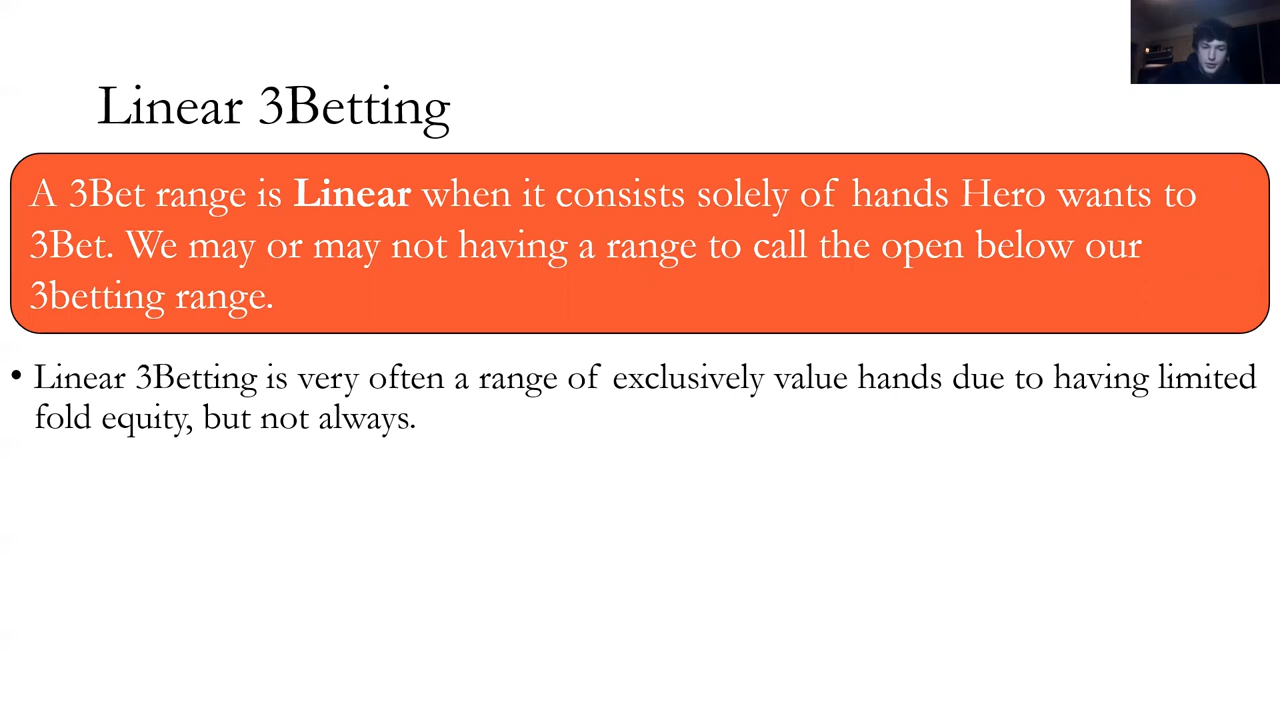 Linear 3Betting
A 3Bet range is Linear when it consists solely of hands Hero wants to
3Bet. We may or may not having a range to call the open below our
3betting range.
• Linear 3Betting is very often a range of exclusively value hands due to having limited
fold equity, but not always.